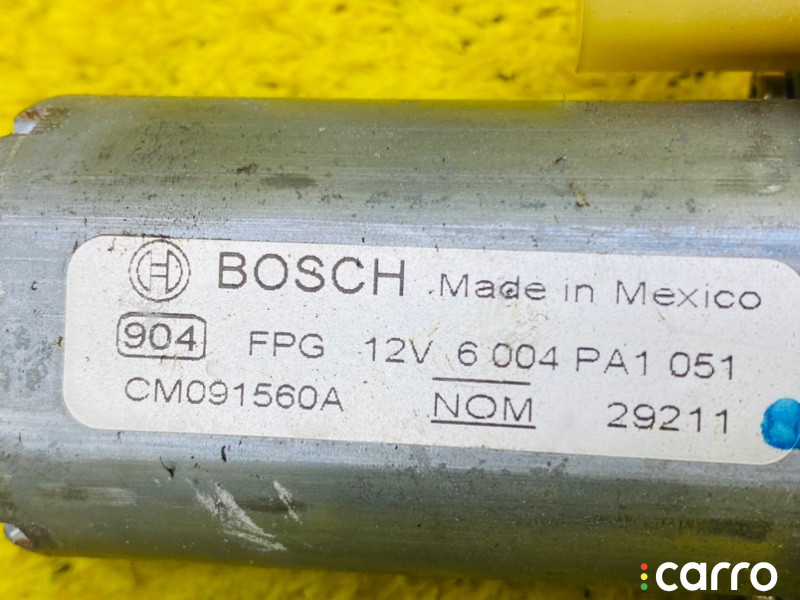 BOSCH Made in Mexico
904 FPG 12V 6 004 PA1 051
CM091560A NOM 29211
carro